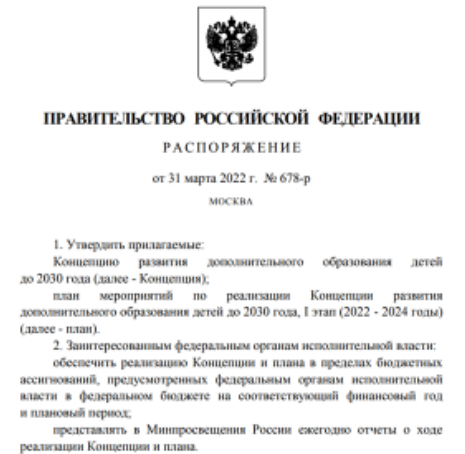 ПРАВИТЕЛЬСТВО РОССИЙСКОЙ ФЕДЕРАЦИИ
РАСПОРЯЖЕНИЕ
от 31 марта 2022 г. № 678-р
МОСКВА
1. Утвердить прилагаемые:
Концепцию развития дополнительного образования детей
до 2030 года (далее - Концепция);
план мероприятий по реализации Концепции развития
дополнительного образования детей до 2030 года, I этап (2022 - 2024 годы)
(далее - план).
2. Заинтересованным федеральным органам исполнительной власти:
обеспечить реализацию Концепции и плана в пределах бюджетных
ассигнований, предусмотренных федеральным органам исполнительной
власти в федеральном бюджете на соответствующий финансовый год
и плановый период;
представлять в Минпросвещения России ежегодно отчеты о ходе
реализации Концепции и плана.